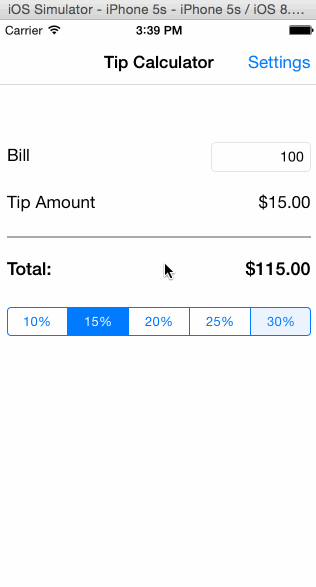 iOS Simulator - iPhone 5s - iPhone 5s / iOS 8....
Carrier 3:39 PM
Tip Calculator Settings
Bill 100
Tip Amount $15.00
Total: $115.00
10% 15% 20% 25% 30%